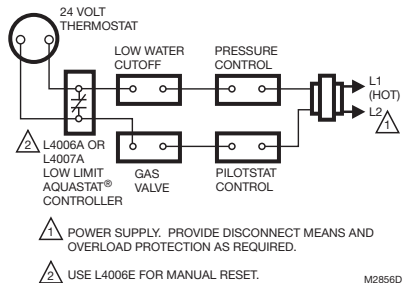 24 VOLT
THERMOSTAT
LOW WATER
CUTOFF
PRESSURE
CONTROL
L1
(HOT)
L2
1
2
L4006A OR
L4007A
LOW LIMIT
AQUASTAT®
CONTROLLER
GAS
VALVE
PILOTSTAT
CONTROL
1 POWER SUPPLY. PROVIDE DISCONNECT MEANS AND
OVERLOAD PROTECTION AS REQUIRED.
2 USE L4006E FOR MANUAL RESET.
M2856D